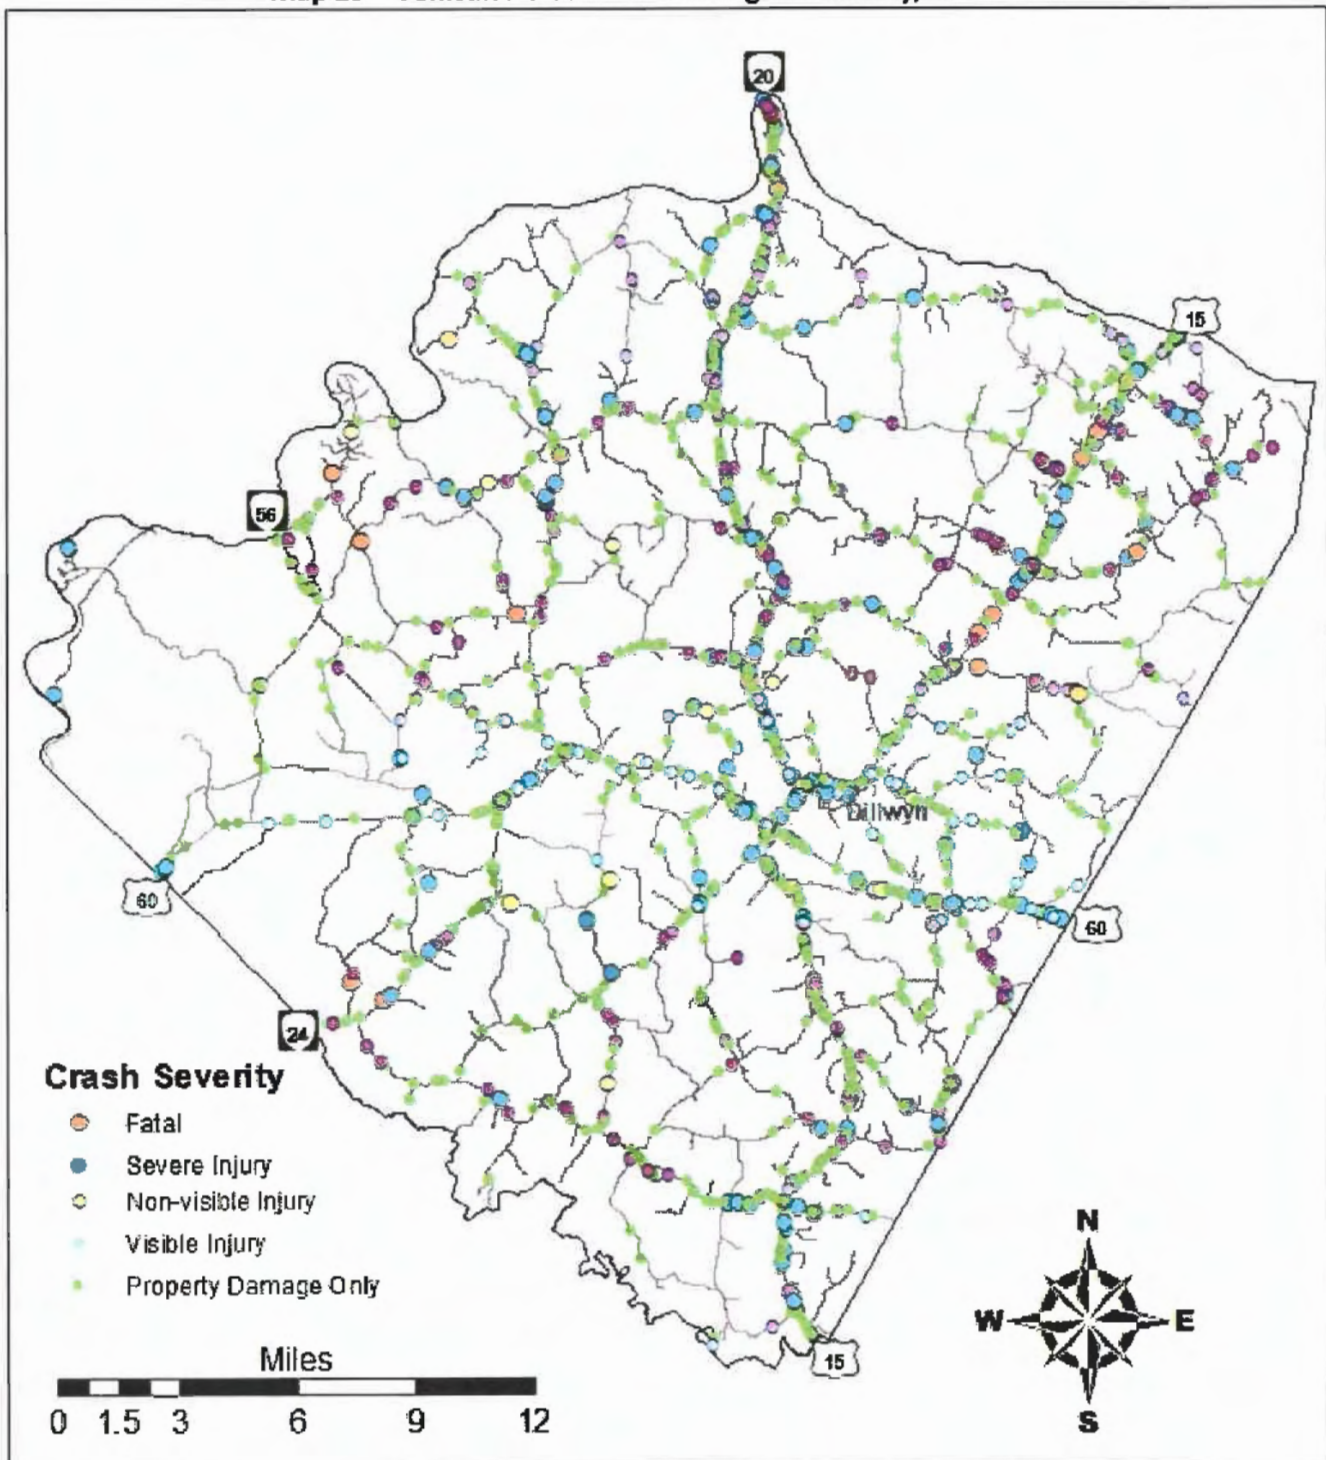 20
15
56
Dillwyn
60
60
24
Crash Severity
Fatal
Severe Injury
Non-visible Injury
Visible Injury
Property Damage Only
Miles
0 1.5 3 6 9 12
N
W E
S
15